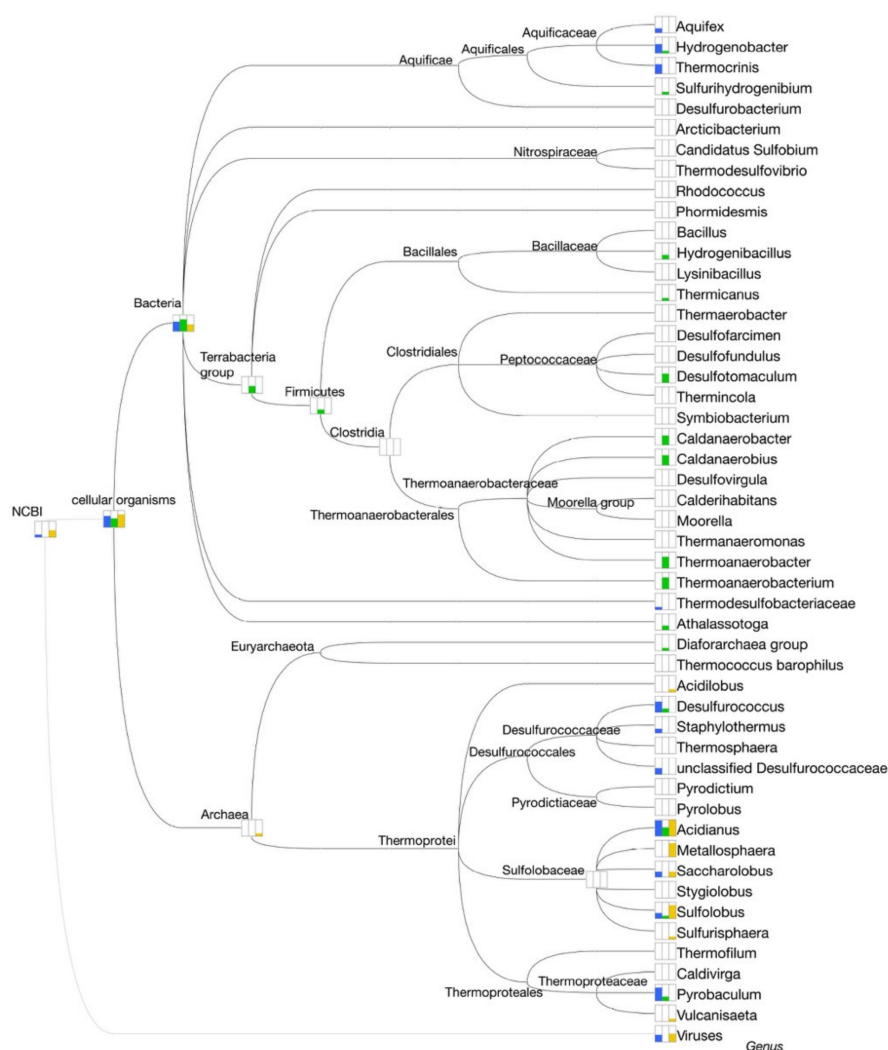 Aquificaceae
Aquifex
Aquificales
Hydrogenobacter
Aquificae
Thermocrinis
Sulfurihydrogenibium
Desulfurobacterium
Arcticibacterium
Nitrospiraceae
Candidatus Sulfobium
Thermodesulfovibrio
Rhodococcus
Phormidesmis
Bacillus
Bacillales
Bacillaceae
Hydrogenibacillus
Lysinibacillus
Thermicanus
Bacteria
Thermaerobacter
Desulfofarcimen
Clostridiales
Desulfofundulus
Terrabacteria
group
Peptococcaceae
Desulfotomaculum
Firmicutes
Thermincola
Symbiobacterium
Clostridia
Caldanaerobacter
Caldanaerobius
Thermoanaerobacteraceae
Desulfovirgula
cellular organisms
Moorella group
Calderihabitans
NCBI
Thermoanaerobacterales
Moorella
Thermanaeromonas
Thermoanaerobacter
Thermoanaerobacterium
Thermodesulfobacteriaceae
Athalassotoga
Euryarchaeota
Diaforarchaea group
Thermococcus barophilus
Acidilobus
Desulfurococcus
Desulfurococcaceae
Staphylothermus
Desulfurococcales
Thermosphaera
unclassified Desulfurococcaceae
Pyrodictium
Pyrodictiaceae
Pyrolobus
Archaea
Acidianus
Thermoprotei
Metallosphaera
Sulfolobaceae
Saccharolobus
Stygiolobus
Sulfolobus
Sulfurisphaera
Thermofilum
Caldivirga
Thermoproteaceae
Thermoproteales
Pyrobaculum
Vulcanisaeta
Viruses
Genus